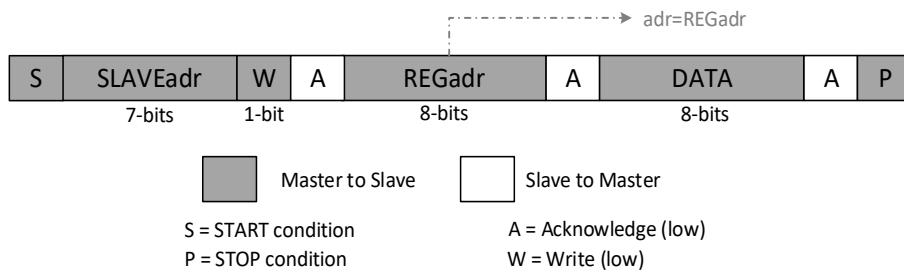 adr=REGadr
S SLAVEadr W A REGadr A DATA A P
7-bits 1-bit 8-bits 8-bits
Master to Slave Slave to Master
S = START condition A = Acknowledge (low)
P = STOP condition W = Write (low)